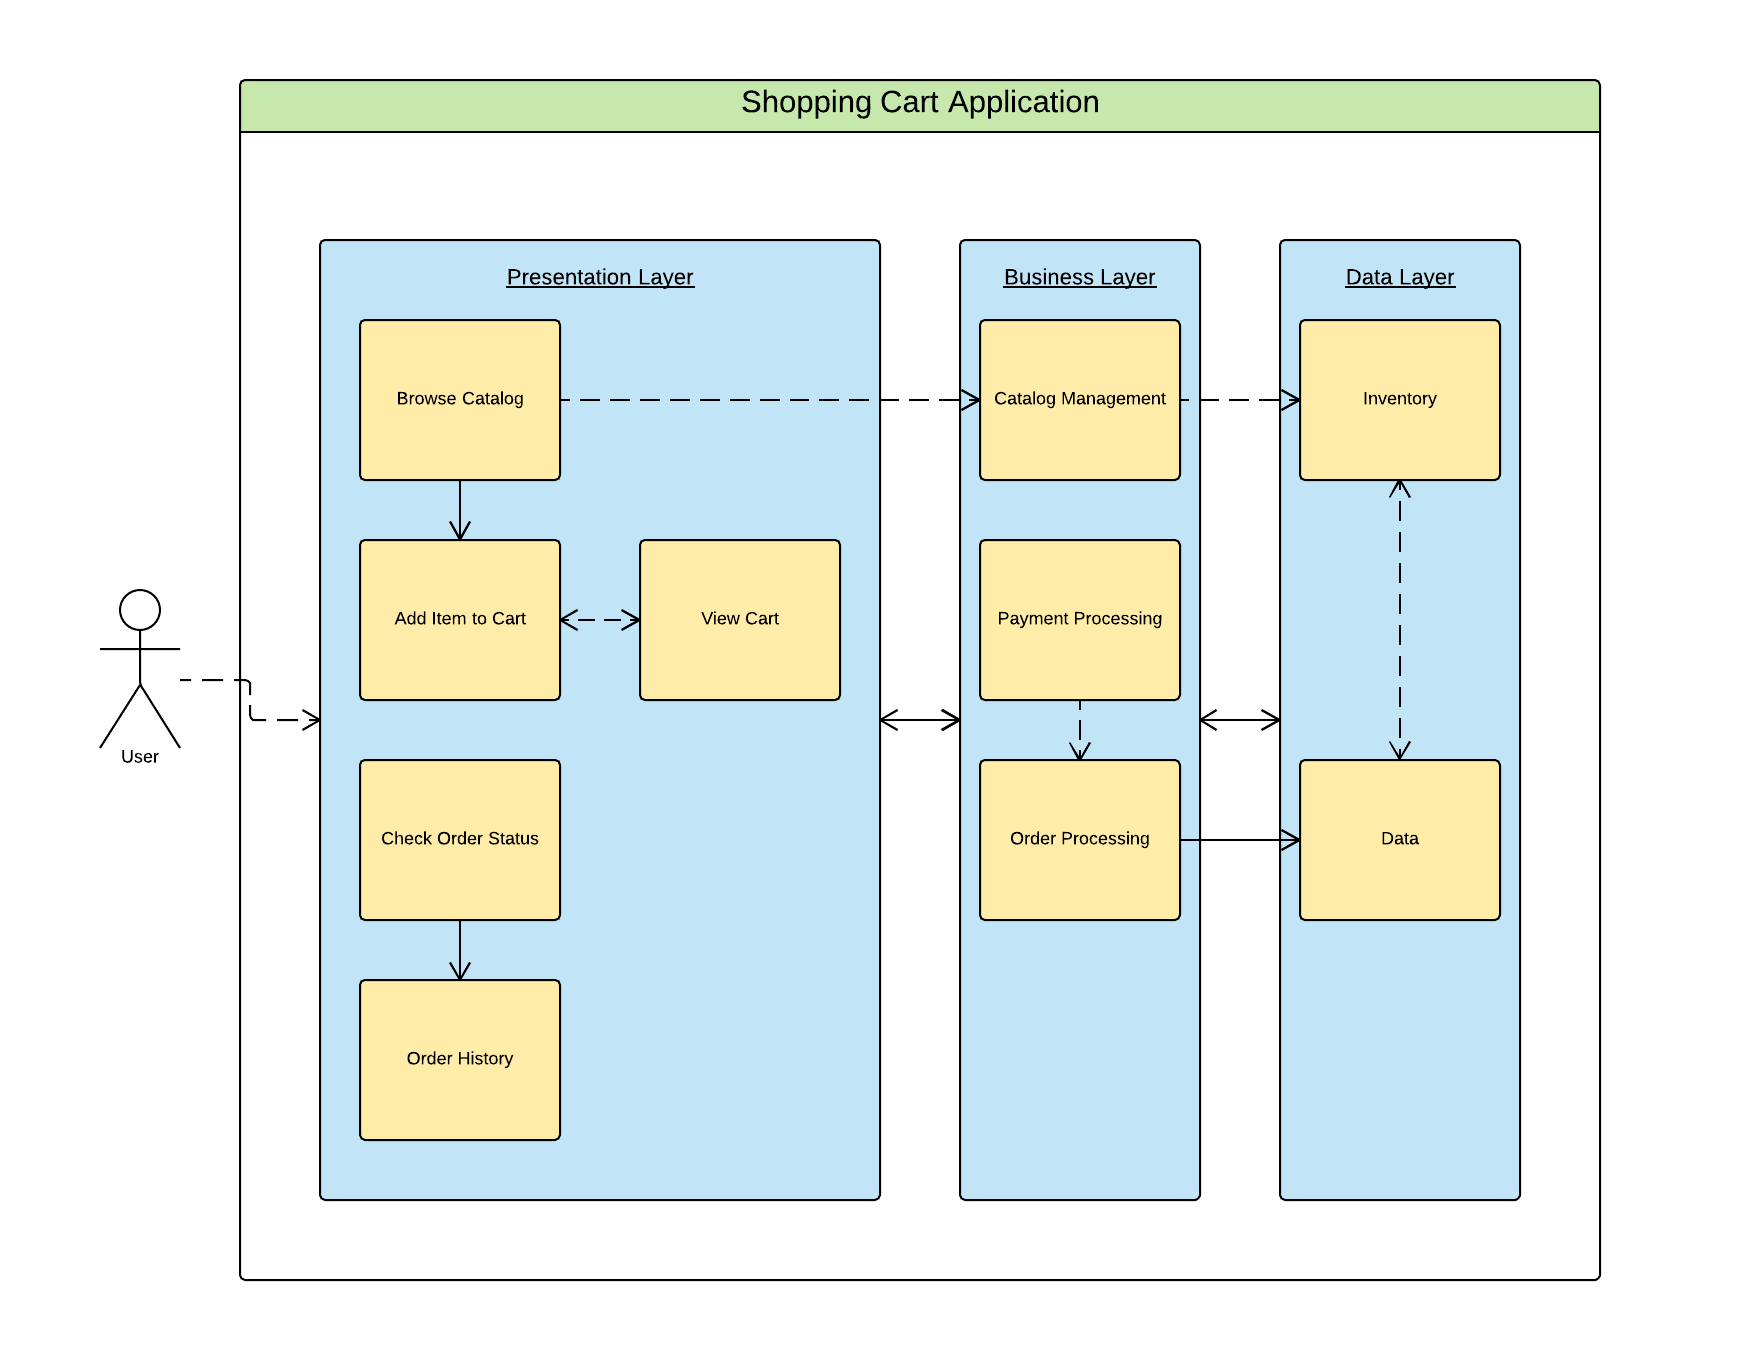 Shopping Cart Application
Presentation Layer
Business Layer
Data Layer
Browse Catalog
Catalog Management
Inventory
Add Item to Cart
View Cart
Payment Processing
User
Check Order Status
Order Processing
Data
Order History